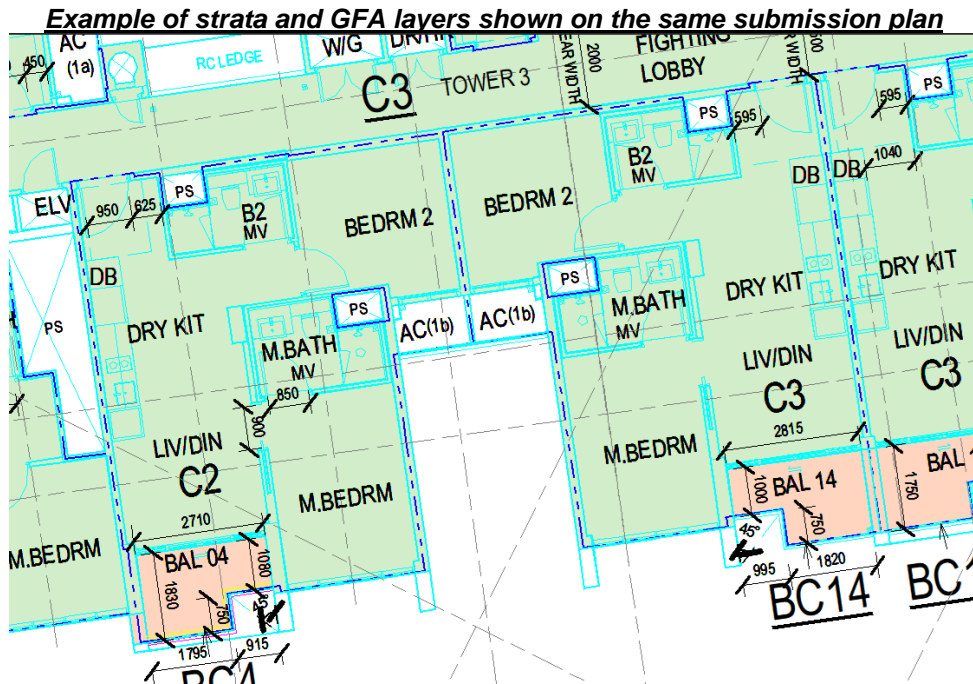 Example of strata and GFA layers shown on the same submission plan
450
AC
(1a)
RC LEDGE
W/G
C3
TOWER 3
2000
FIGHTING
LOBBY
PS
595
595
PS
ELV
950
625
PS
B2
MV
BEDRM 2
BEDRM 2
B2
MV
DB
DB
1040
PS
DB
DRY KIT
M.BATH
MV
PS
AC(1b)
AC(1b)
PS
M.BATH
MV
DRY KIT
DRY KIT
850
900
LIV/DIN
C2
M.BEDRM
M.BEDRM
LIV/DIN
C3
LIV/DIN
C3
2710
2815
M.BEDRM
BAL 04
1830
1080
750
45°
1000
BAL 14
750
45°
1750
BAL 1
1795
915
BC4
995
1820
BC14
BC1